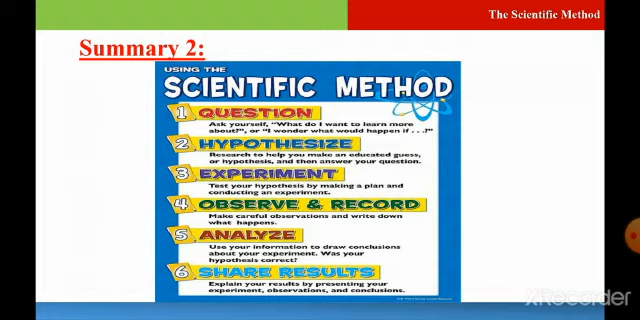 The Scientific Method
Summary 2:
USING THE
SCIENTIFIC METHOD
1 QUESTION
Ask yourself, "What do I want to learn more
about?", or "I wonder what would happen if . . .?"
2 HYPOTHESIZE
Research to help you make an educated guess,
or hypothesis, and then answer your question.
3 EXPERIMENT
Test your hypothesis by making a plan and
conducting an experiment.
4 OBSERVE & RECORD
Make careful observations and write down
what happens.
5 ANALYZE
Use your information to draw conclusions
about your experiment. Was your
hypothesis correct?
6 SHARE RESULTS
Explain your results by presenting your
experiment, observations, and conclusions.
XRecorder